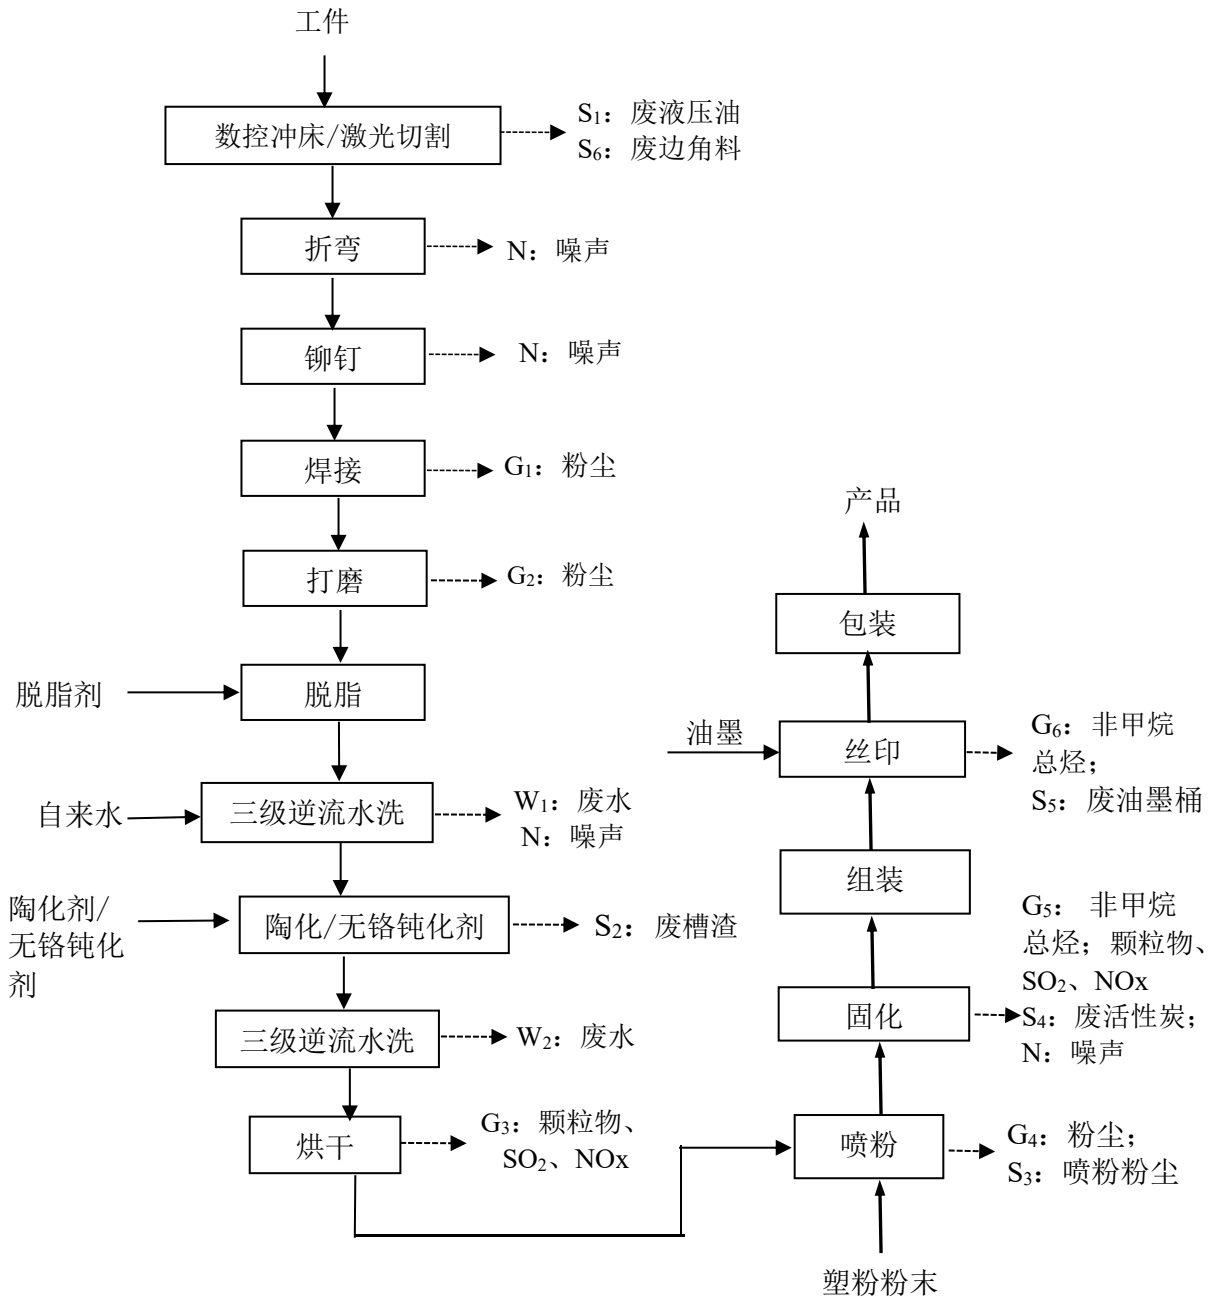 工件
数控冲床/激光切割
S₁：废液压油
S₆：废边角料
折弯
N：噪声
铆钉
N：噪声
焊接
G₁：粉尘
打磨
G₂：粉尘
脱脂剂
脱脂
自来水
三级逆流水洗
W₁：废水
N：噪声
陶化剂/
无铬钝化
剂
陶化/无铬钝化剂
S₂：废槽渣
三级逆流水洗
W₂：废水
烘干
G₃：颗粒物、
SO₂、NOx
塑粉粉末
喷粉
G₄：粉尘；
S₃：喷粉粉尘
固化
G₅：非甲烷
总烃；颗粒物、
SO₂、NOx
S₄：废活性炭；
N：噪声
组装
油墨
丝印
G₆：非甲烷
总烃；
S₅：废油墨桶
包装
产品